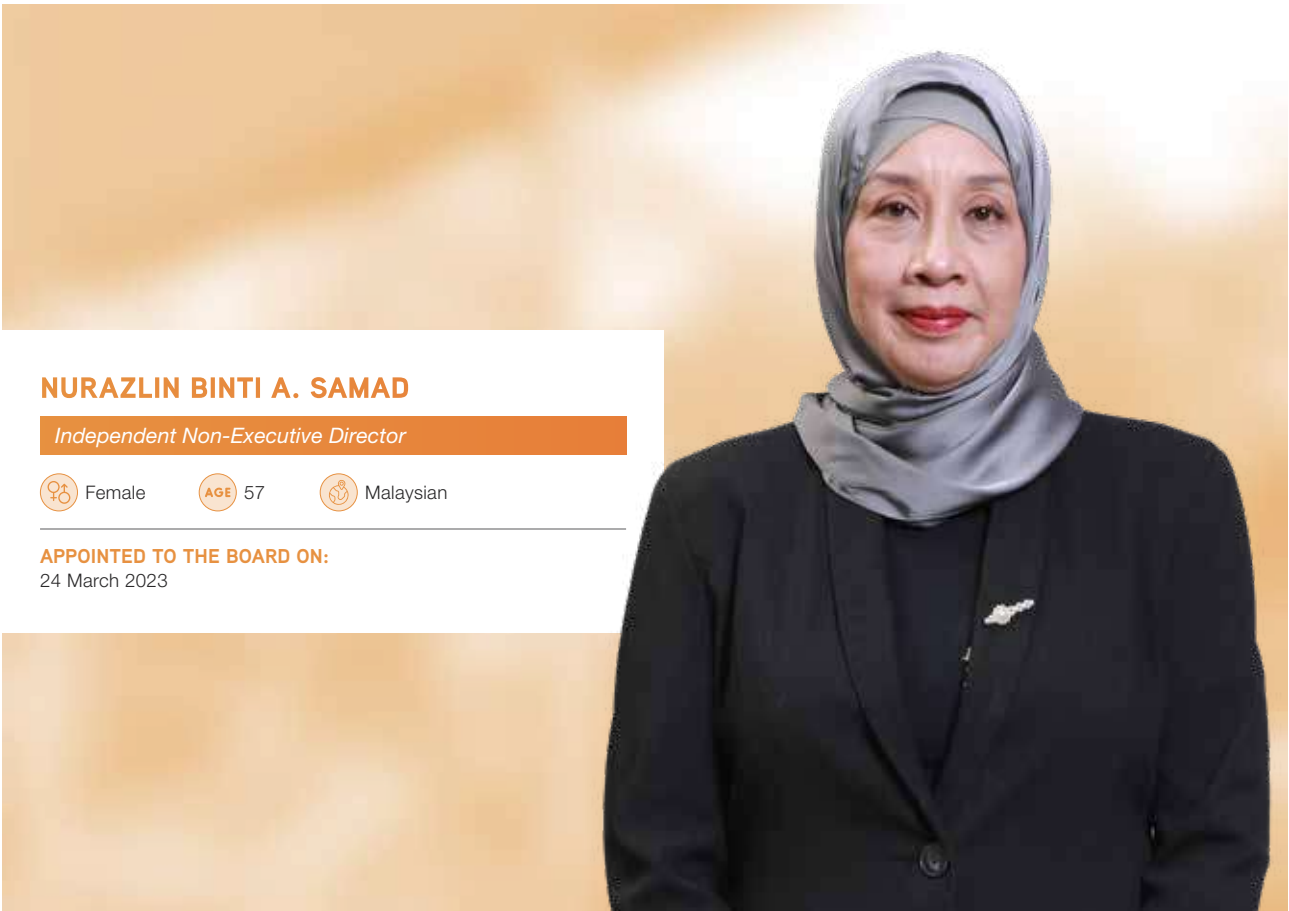 NURAZLIN BINTI A. SAMAD
Independent Non-Executive Director
Female AGE 57 Malaysian
APPOINTED TO THE BOARD ON:
24 March 2023